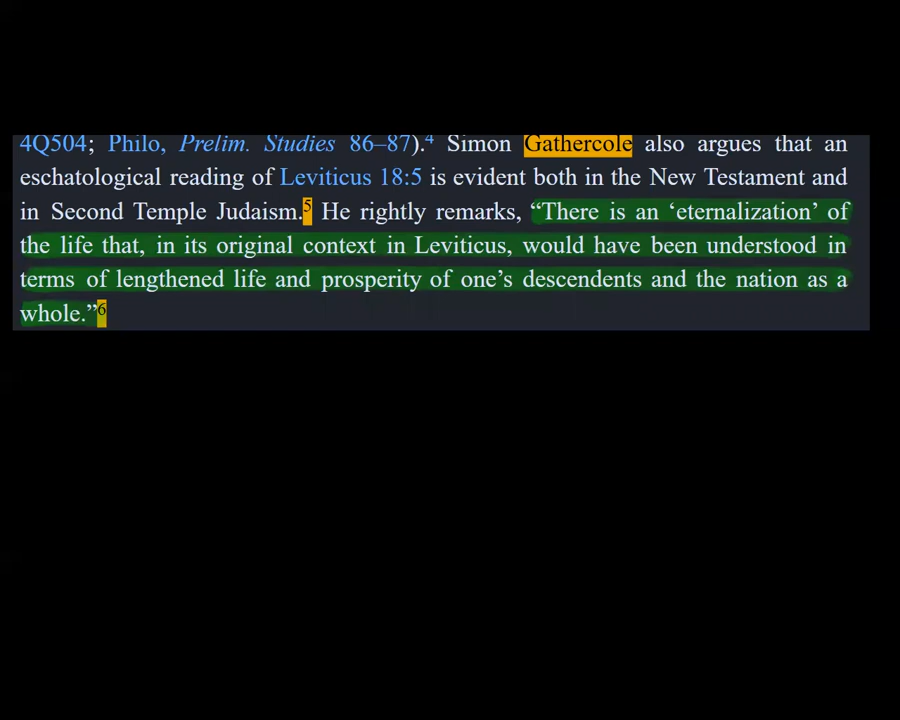 4Q504; Philo, Prelim. Studies 86–87).4 Simon Gathercole also argues that an
eschatological reading of Leviticus 18:5 is evident both in the New Testament and
in Second Temple Judaism.5 He rightly remarks, “There is an ‘eternalization’ of
the life that, in its original context in Leviticus, would have been understood in
terms of lengthened life and prosperity of one’s descendents and the nation as a
whole.”6